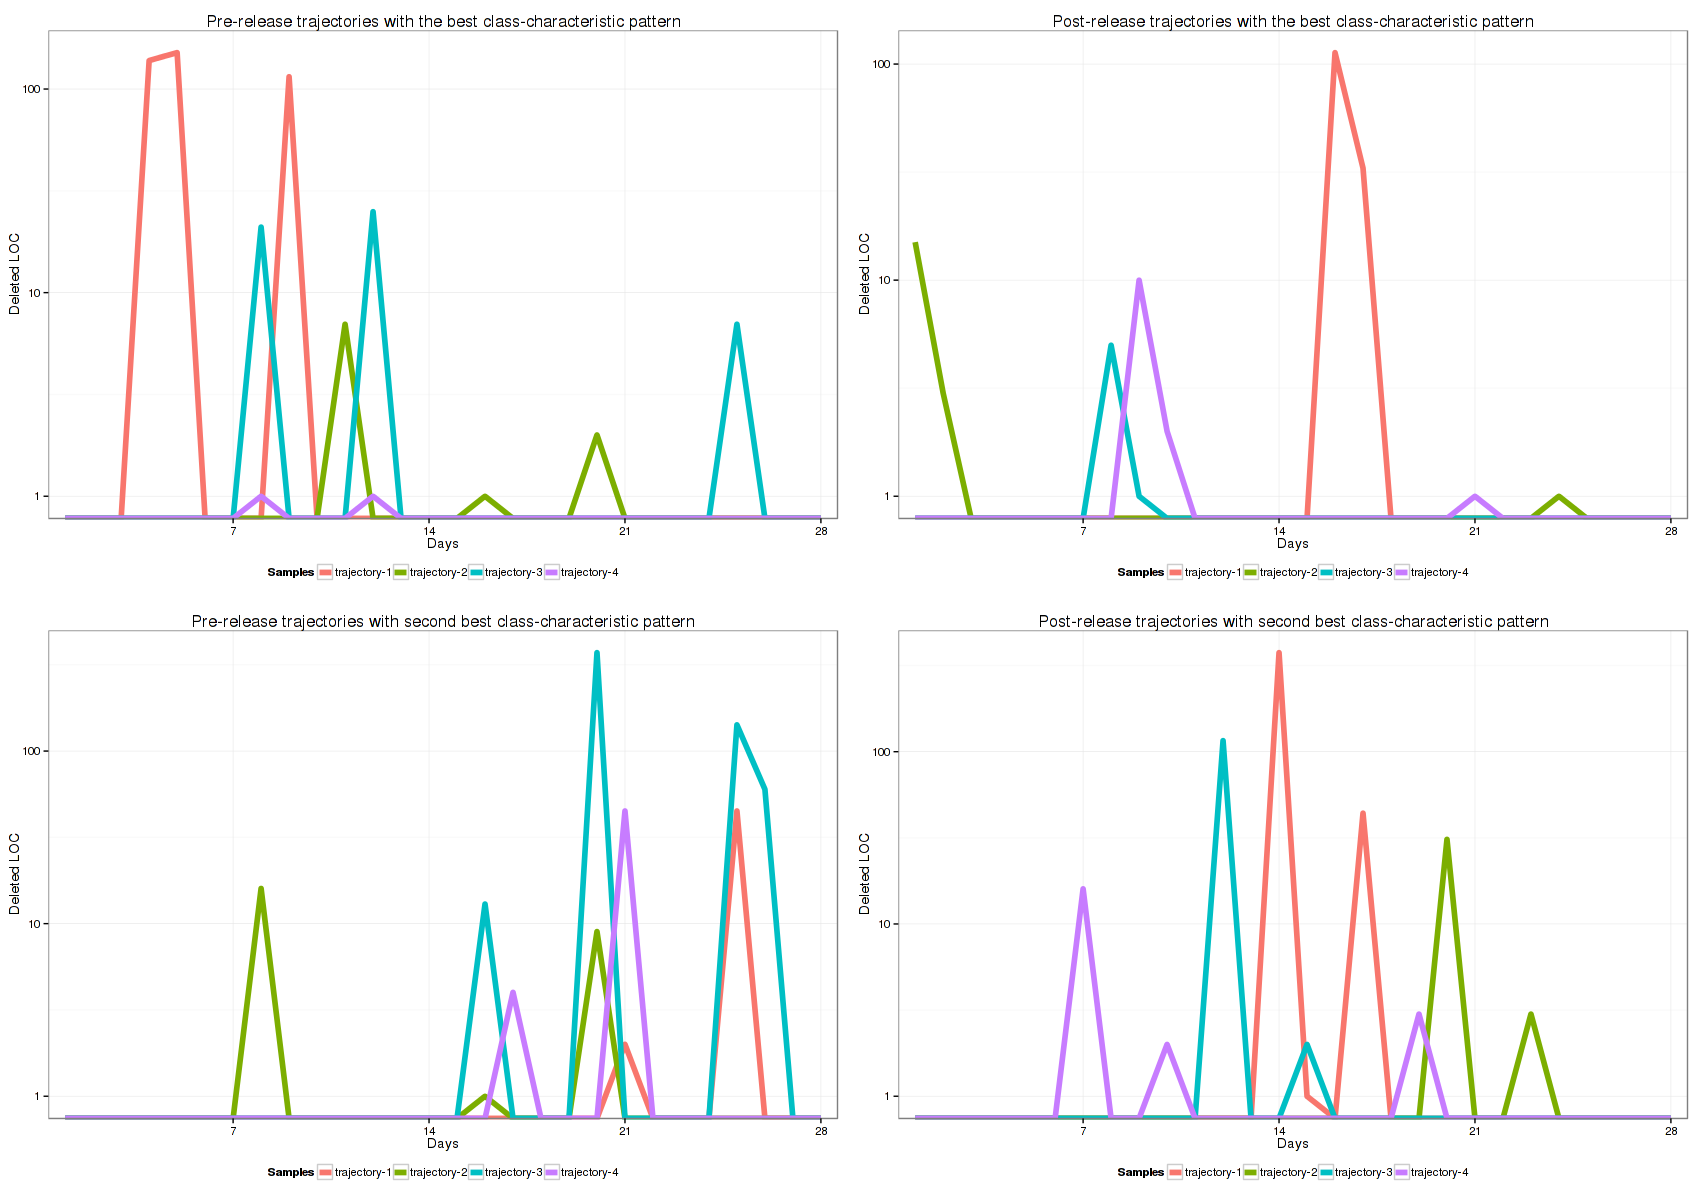 Pre-release trajectories with the best class-characteristic pattern
Deleted LOC
100
10
1
7 14 21 28
Days
Samples trajectory-1 trajectory-2 trajectory-3 trajectory-4
Post-release trajectories with the best class-characteristic pattern
Deleted LOC
100
10
1
7 14 21 28
Days
Samples trajectory-1 trajectory-2 trajectory-3 trajectory-4
Pre-release trajectories with second best class-characteristic pattern
Deleted LOC
100
10
1
7 14 21 28
Days
Samples trajectory-1 trajectory-2 trajectory-3 trajectory-4
Post-release trajectories with second best class-characteristic pattern
Deleted LOC
100
10
1
7 14 21 28
Days
Samples trajectory-1 trajectory-2 trajectory-3 trajectory-4